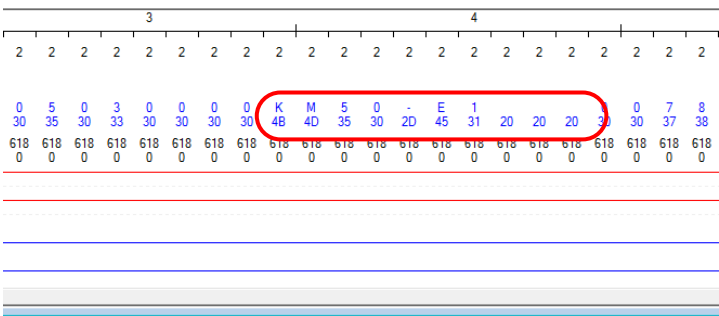 3 4
2 2 2 2 2 2 2 2 2 2 2 2 2 2 2 2 2 2 2 2 2 2
0 5 0 3 0 0 0 0 K M 5 0 - E 1 0 0 7 8
30 35 30 33 30 30 30 30 4B 4D 35 30 2D 45 31 20 20 20 30 30 37 38
618 618 618 618 618 618 618 618 618 618 618 618 618 618 618 618 618 618 618 618 618 618
0 0 0 0 0 0 0 0 0 0 0 0 0 0 0 0 0 0 0 0 0 0